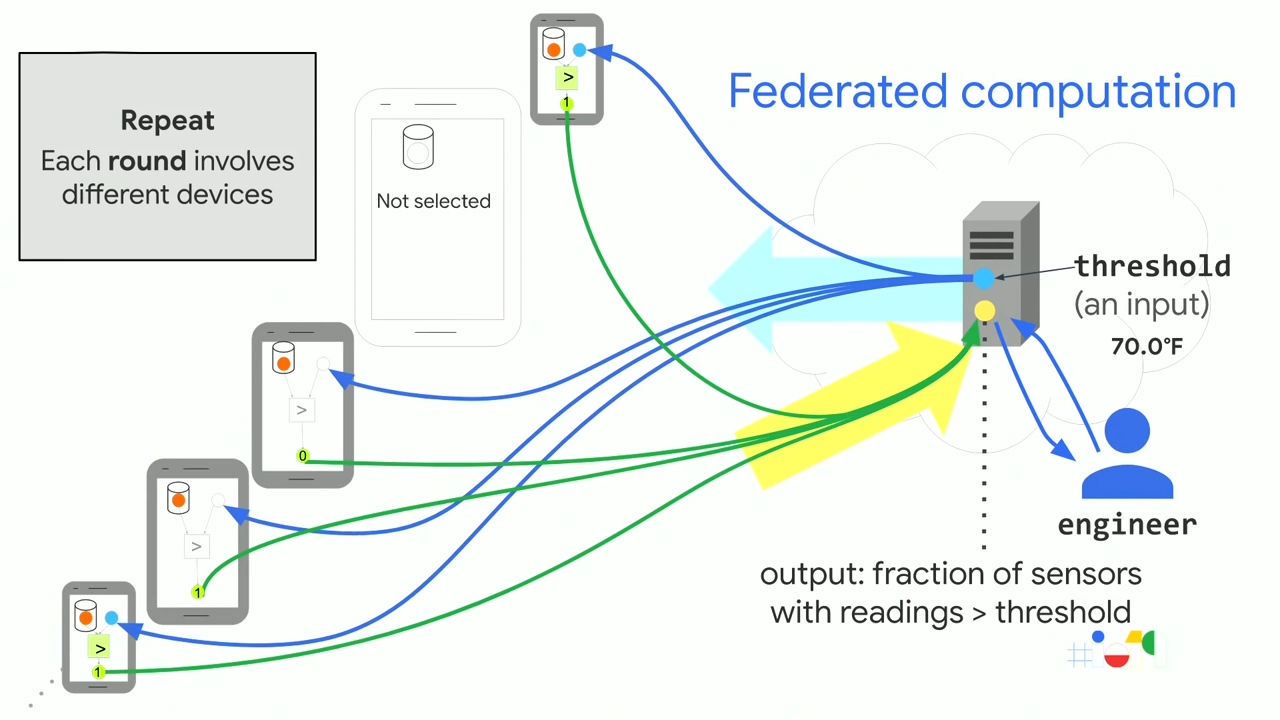 Federated computation
Repeat
Each round involves
different devices
Not selected
>
1
threshold
(an input)
70.0°F
>
0
>
1
>
1
engineer
output: fraction of sensors
with readings > threshold